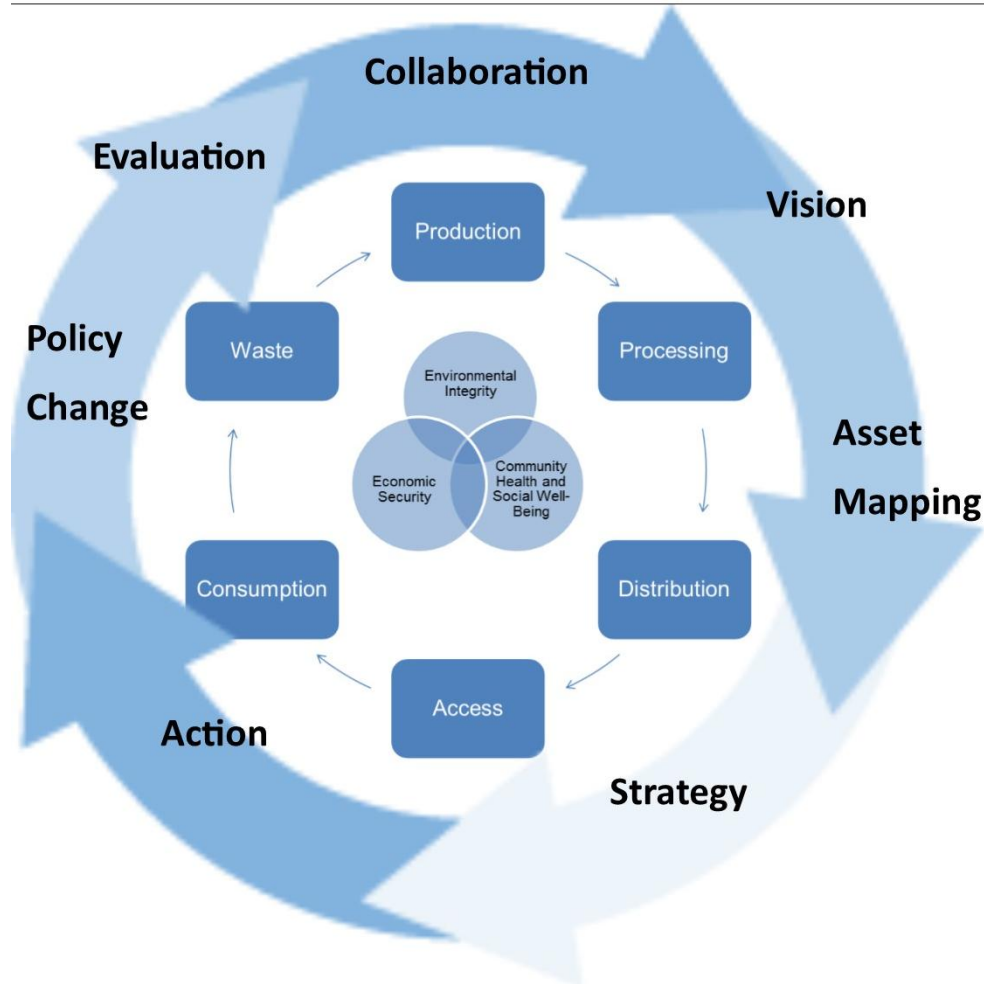 Collaboration
Evaluation
Vision
Production
Policy
Change
Waste
Processing
Environmental
Integrity
Asset
Mapping
Economic
Security
Community
Health and
Social Well-
Being
Consumption
Distribution
Access
Action
Strategy